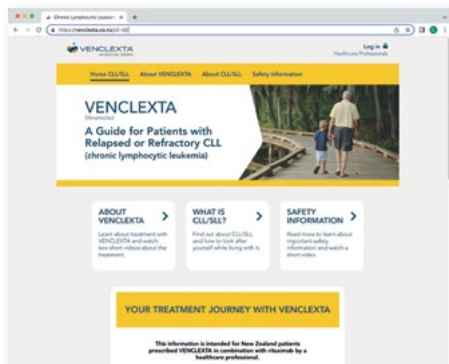 Chronic Lymphocytic Leukaem
https://venclexta.co.nz/cll-sll/
VENCLEXTA
venetoclax tablets
Log in
Healthcare Professionals
Home CLL/SLL About VENCLEXTA About CLL/SLL Safety Information
VENCLEXTA
(Venetoclax)
A Guide for Patients with
Relapsed or Refractory CLL
(chronic lymphocytic leukemia)
ABOUT
VENCLEXTA
Learn about treatment with
VENCLEXTA and watch
two short videos about the
treatment.
WHAT IS
CLL/SLL?
Find out about CLL/SLL
and how to look after
yourself while living with it.
SAFETY
INFORMATION
Read more to learn about
important safety
information and watch a
short video.
YOUR TREATMENT JOURNEY WITH VENCLEXTA
This information is intended for New Zealand patients
prescribed VENCLEXTA in combination with rituximab by a
healthcare professional.